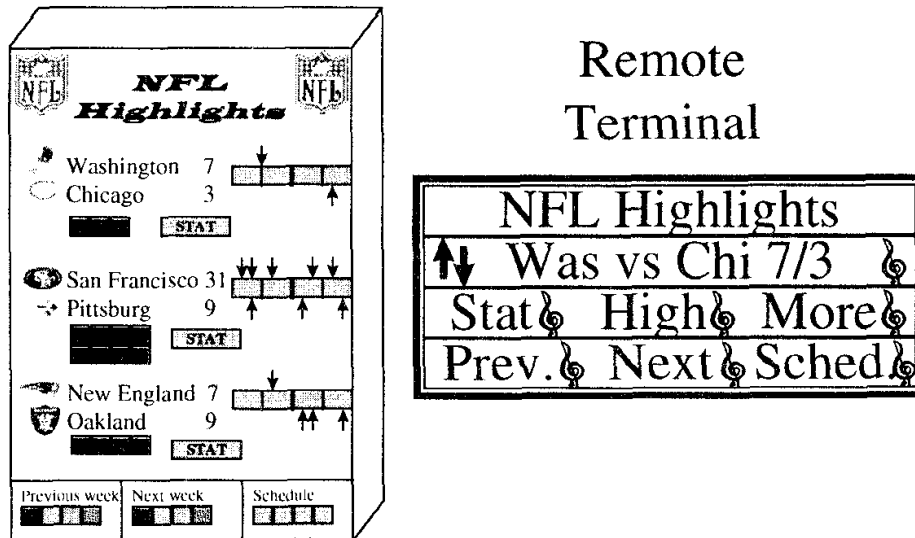 NFL NFL
NFL
Highlights
Washington 7
Chicago 3
STAT
San Francisco 31
Pittsburg 9
STAT
New England 7
Oakland 9
STAT
Previous week Next week Schedule
Remote
Terminal
NFL Highlights
Was vs Chi 7/3
Stat High More
Prev. Next Sched.